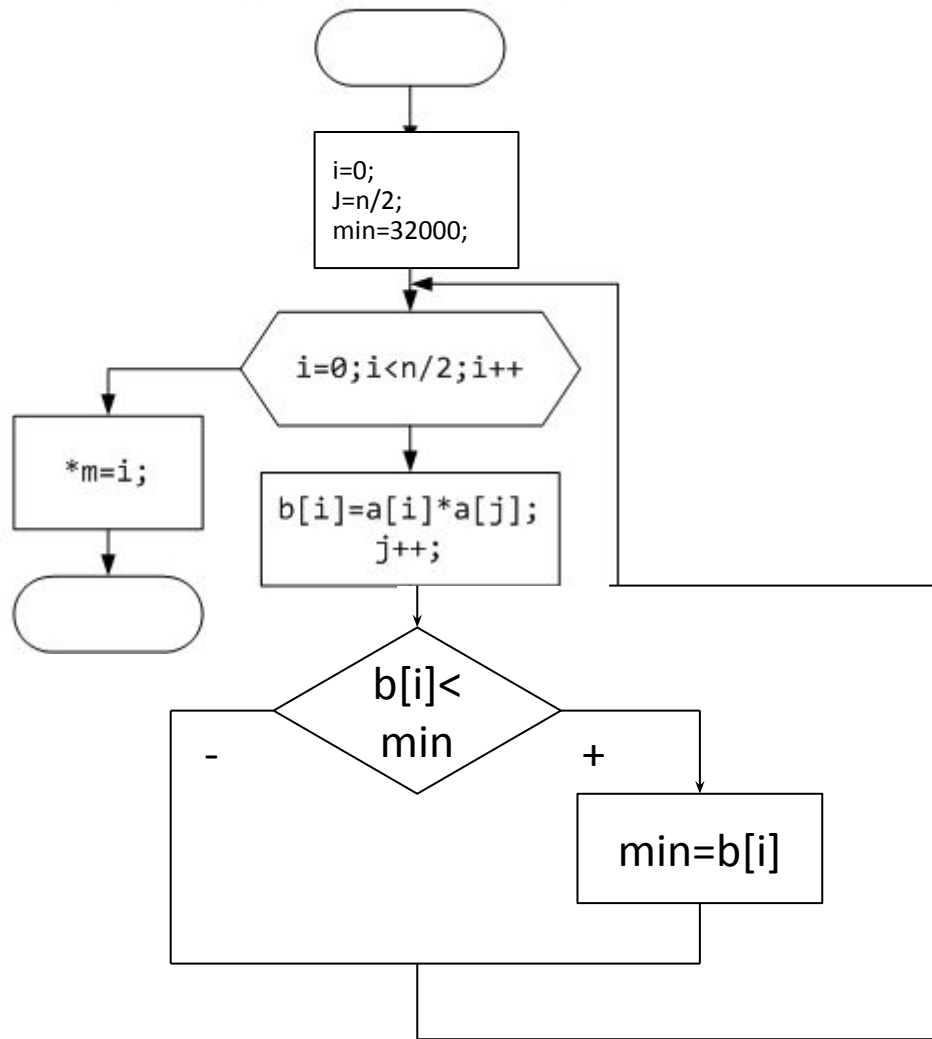 i=0;
J=n/2;
min=32000;
i=0;i<n/2;i++
*m=i;
b[i]=a[i]*a[j];
j++;
b[i]<
min
-
+
min=b[i]